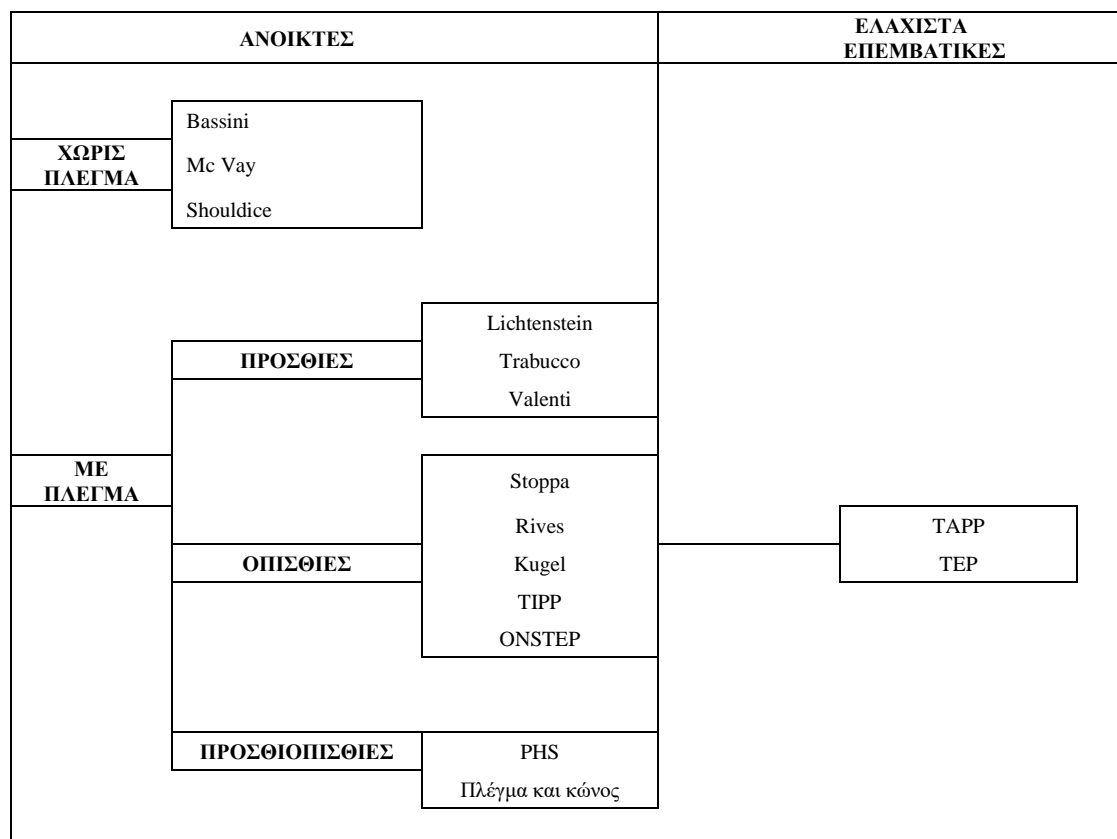 ΑΝΟΙΚΤΕΣ
ΕΛΑΧΙΣΤΑ
ΕΠΕΜΒΑΤΙΚΕΣ
ΧΩΡΙΣ
ΠΛΕΓΜΑ
Bassini
Mc Vay
Shouldice
ΜΕ
ΠΛΕΓΜΑ
ΠΡΟΣΘΙΕΣ
Lichtenstein
Trabucco
Valenti
ΟΠΙΣΘΙΕΣ
Stoppa
Rives
Kugel
TIPP
ONSTEP
TAPP
TEP
ΠΡΟΣΘΙΟΠΙΣΘΙΕΣ
PHS
Πλέγμα και κώνος